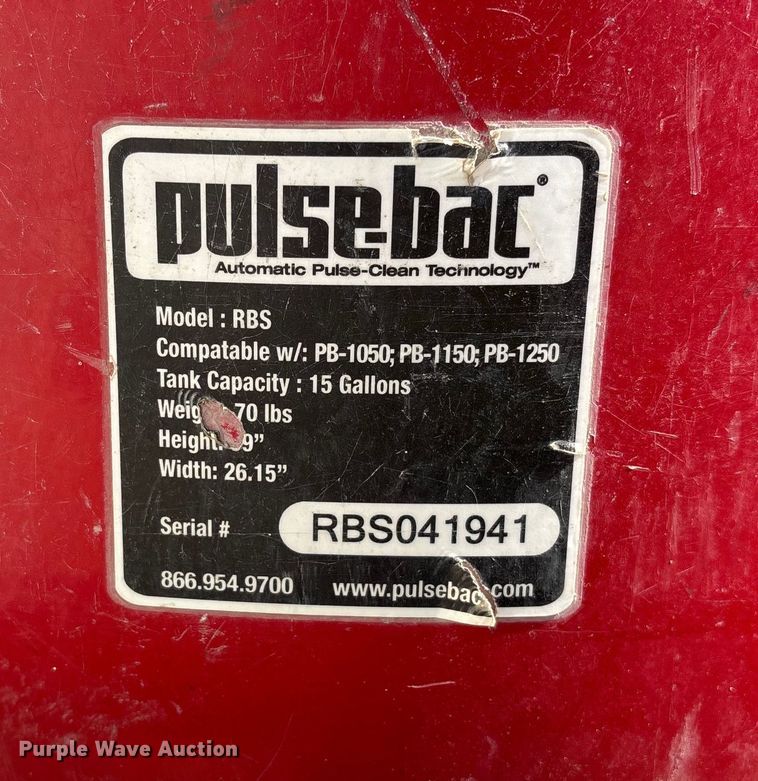 pulse-bac®
Automatic Pulse-Clean Technology™
Model : RBS
Compatable w/: PB-1050; PB-1150; PB-1250
Tank Capacity : 15 Gallons
70 lbs
Height:
Width: 26.15”
Serial # RBS041941
866.954.9700 www.pulsebac.com
Purple Wave Auction